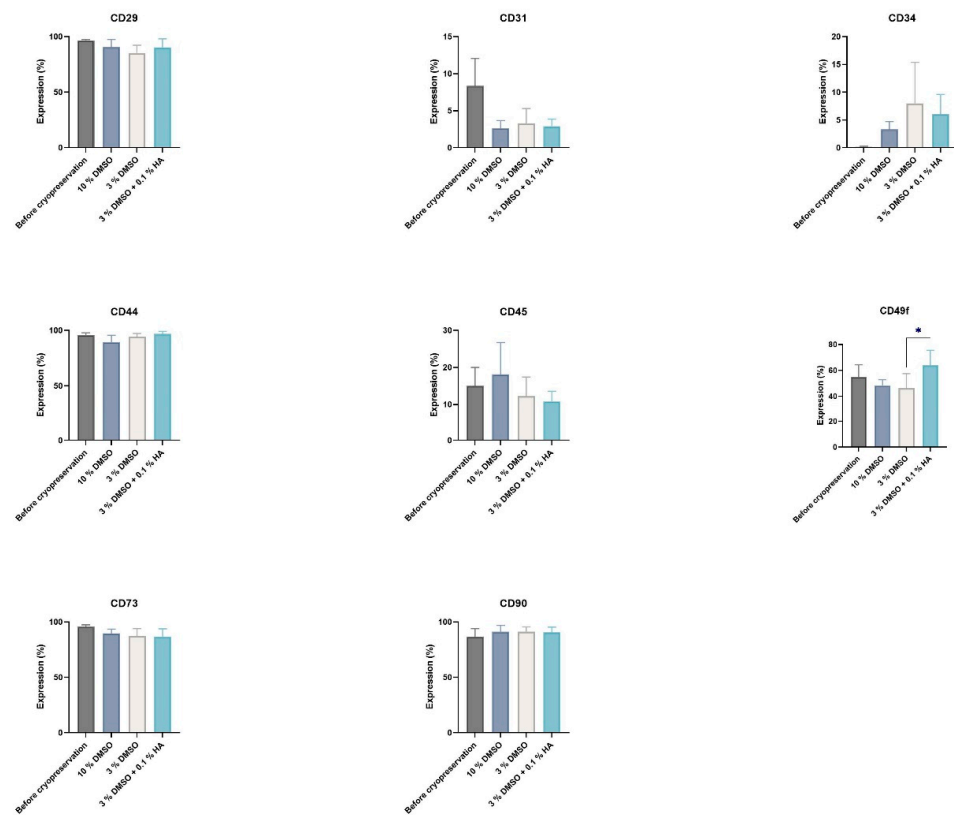 CD29
Expression (%)
100
50
0
Before cryopreservation
10 % DMSO
3 % DMSO
3 % DMSO + 0.1 % HA
CD31
Expression (%)
15
10
5
0
Before cryopreservation
10 % DMSO
3 % DMSO
3 % DMSO + 0.1 % HA
CD34
Expression (%)
20
15
10
5
0
Before cryopreservation
10 % DMSO
3 % DMSO
3 % DMSO + 0.1 % HA
CD44
Expression (%)
100
50
0
Before cryopreservation
10 % DMSO
3 % DMSO
3 % DMSO + 0.1 % HA
CD45
Expression (%)
30
20
10
0
Before cryopreservation
10 % DMSO
3 % DMSO
3 % DMSO + 0.1 % HA
CD49f
*
Expression (%)
80
60
40
20
0
Before cryopreservation
10 % DMSO
3 % DMSO
3 % DMSO + 0.1 % HA
CD73
Expression (%)
100
50
0
Before cryopreservation
10 % DMSO
3 % DMSO
3 % DMSO + 0.1 % HA
CD90
Expression (%)
100
50
0
Before cryopreservation
10 % DMSO
3 % DMSO
3 % DMSO + 0.1 % HA